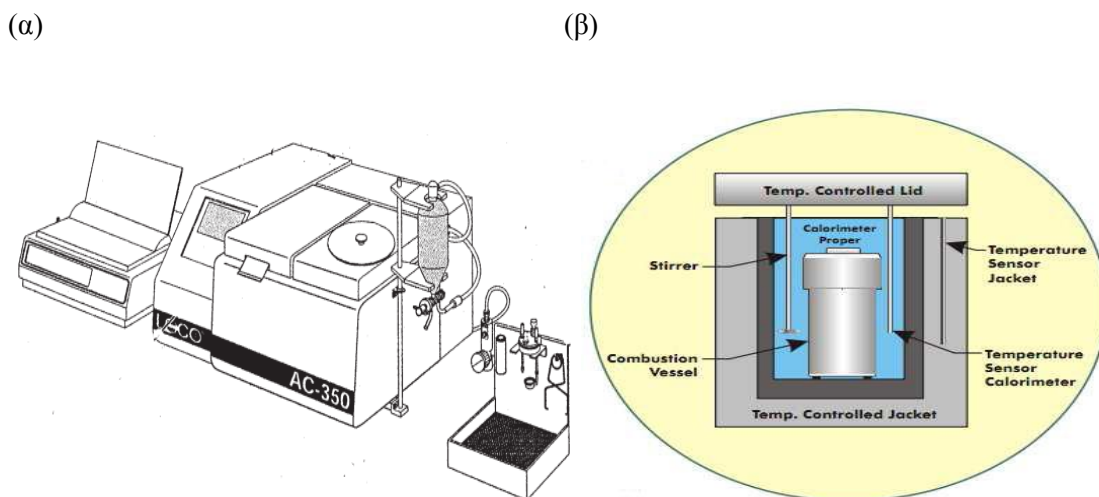 (α)
(β)
LECO
AC-350
Temp. Controlled Lid
Calorimeter
Proper
Stirrer
Temperature
Sensor
Jacket
Combustion
Vessel
Temperature
Sensor
Calorimeter
Temp. Controlled Jacket